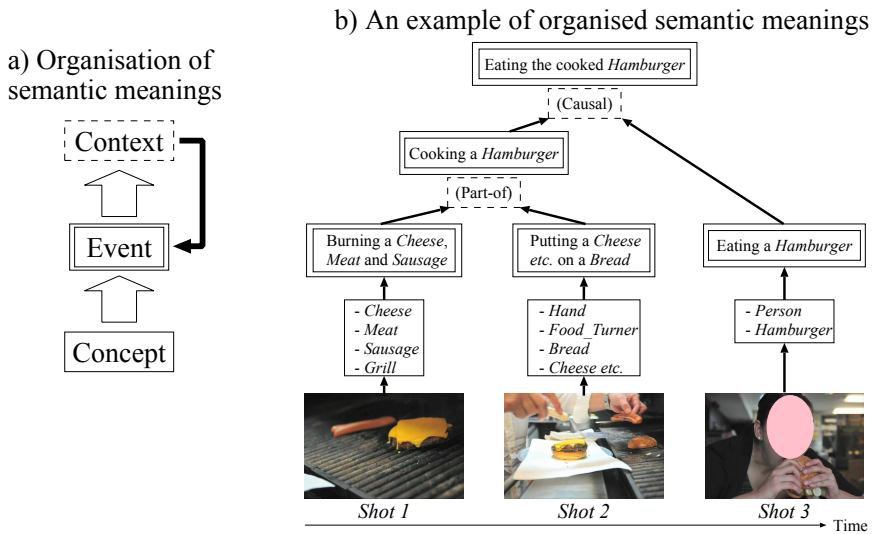 b) An example of organised semantic meanings
a) Organisation of
semantic meanings
Context
Event
Concept
Eating the cooked Hamburger
(Causal)
Cooking a Hamburger
(Part-of)
Burning a Cheese,
Meat and Sausage
Putting a Cheese
etc. on a Bread
Eating a Hamburger
- Cheese
- Meat
- Sausage
- Grill
- Hand
- Food_Turner
- Bread
- Cheese etc.
- Person
- Hamburger
Shot 1
Shot 2
Shot 3
Time